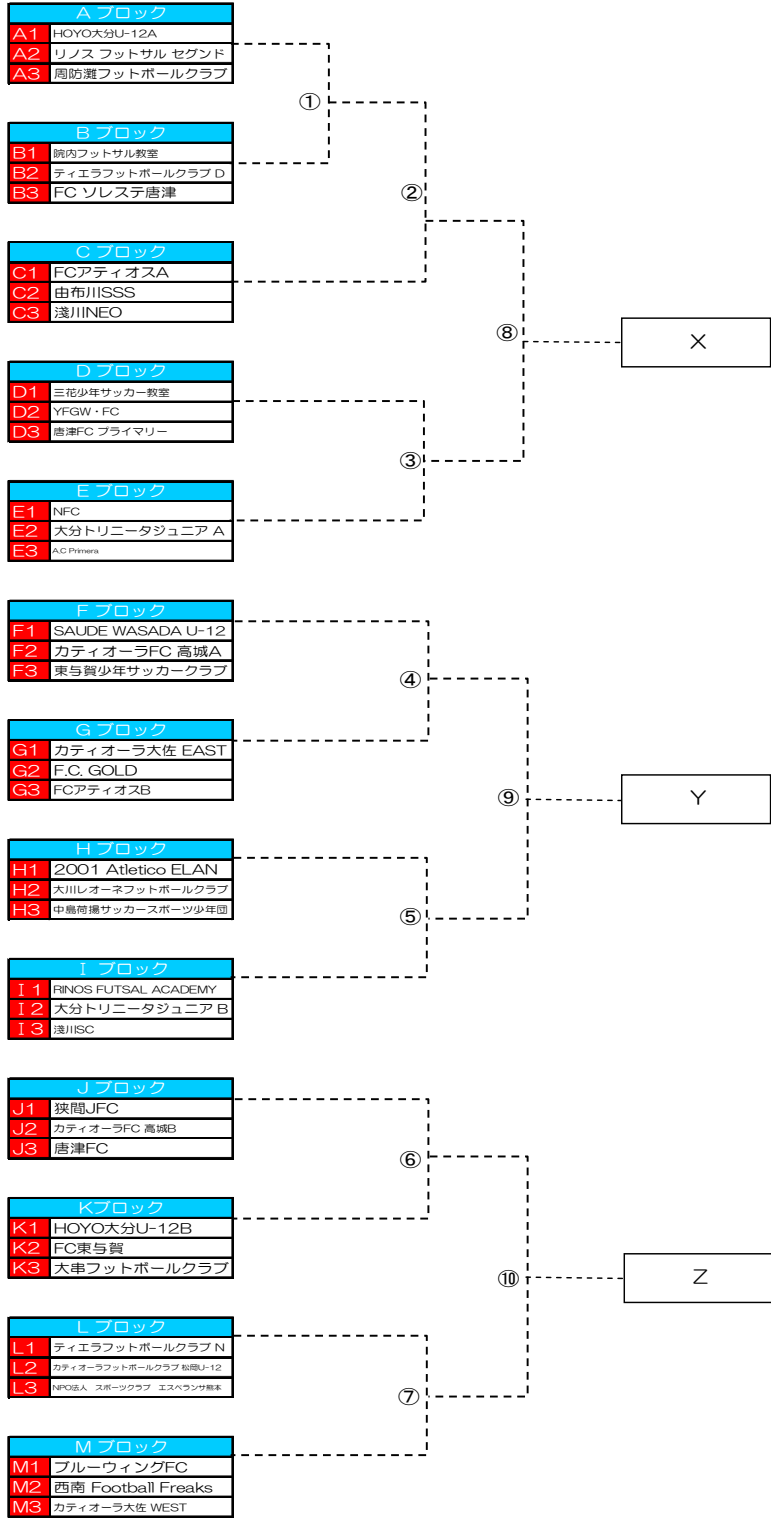 A ブロック
A1 HOYO大分U-12A
A2 リノス フットサル セグンド
A3 周防灘フットボールクラブ
①
B ブロック
B1 院内フットサル教室
B2 ティエラフットボールクラブ D
B3 FC ソレステ唐津
②
C ブロック
C1 FCアティオスA
C2 由布川SSS
C3 淺川NEO
⑧
X
D ブロック
D1 三花少年サッカー教室
D2 YFGW・FC
D3 唐津FC プライマリー
③
E ブロック
E1 NFC
E2 大分トリニータジュニア A
E3 A.C Primera
F ブロック
F1 SAUDE WASADA U-12
F2 カティオーラFC 高城A
F3 東与賀少年サッカークラブ
④
G ブロック
G1 カティオーラ大佐 EAST
G2 F.C. GOLD
G3 FCアティオスB
⑨
Y
H ブロック
H1 2001 Atletico ELAN
H2 大川レオーネフットボールクラブ
H3 中島荷揚サッカースポーツ少年団
⑤
I ブロック
I 1 RINOS FUTSAL ACADEMY
I 2 大分トリニータジュニア B
I 3 淺川SC
J ブロック
J1 狭間JFC
J2 カティオーラFC 高城B
J3 唐津FC
⑥
Kブロック
K1 HOYO大分U-12B
K2 FC東与賀
K3 大串フットボールクラブ
⑩
Z
L ブロック
L1 ティエラフットボールクラブ N
L2 カティオーラフットボールクラブ 松岡U-12
L3 NPO法人 スポーツクラブ エスペランサ熊本
⑦
M ブロック
M1 ブルーウィングFC
M2 西南 Football Freaks
M3 カティオーラ大佐 WEST